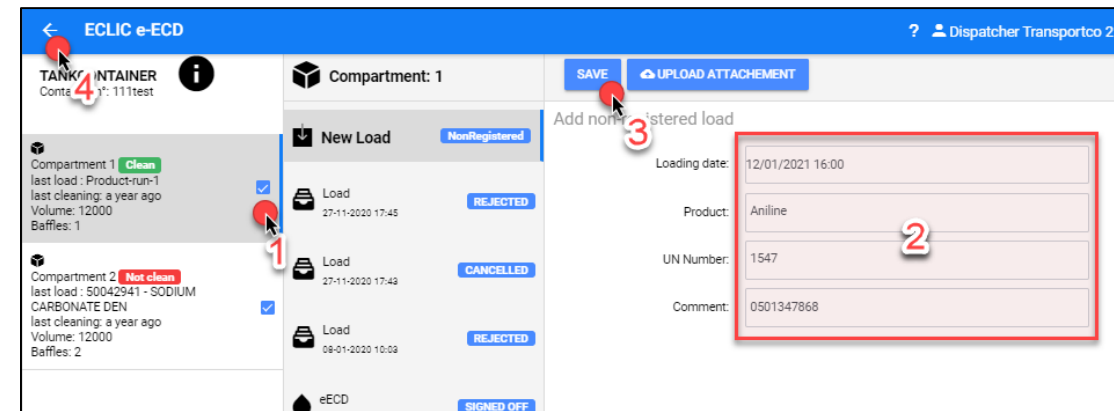 ECLIC e-ECD
? Dispatcher Transportco 2
4
TANKCONTAINER
i
n°: 111test
Compartment 1 Clean
last load : Product-run-1
last cleaning: a year ago
Volume: 12000
Baffles: 1
1
Compartment 2 Not clean
last load : 50042941 - SODIUM
CARBONATE DEN
last cleaning: a year ago
Volume: 12000
Baffles: 2
Compartment: 1
New Load NonRegistered
Load REJECTED
27-11-2020 17:45
Load CANCELLED
27-11-2020 17:43
Load REJECTED
08-01-2020 10:03
eECD SIGNED OFF
SAVE UPLOAD ATTACHEMENT
3
Add non-registered load
Loading date: 12/01/2021 16:00
Product: Aniline
UN Number: 1547
Comment: 0501347868
2